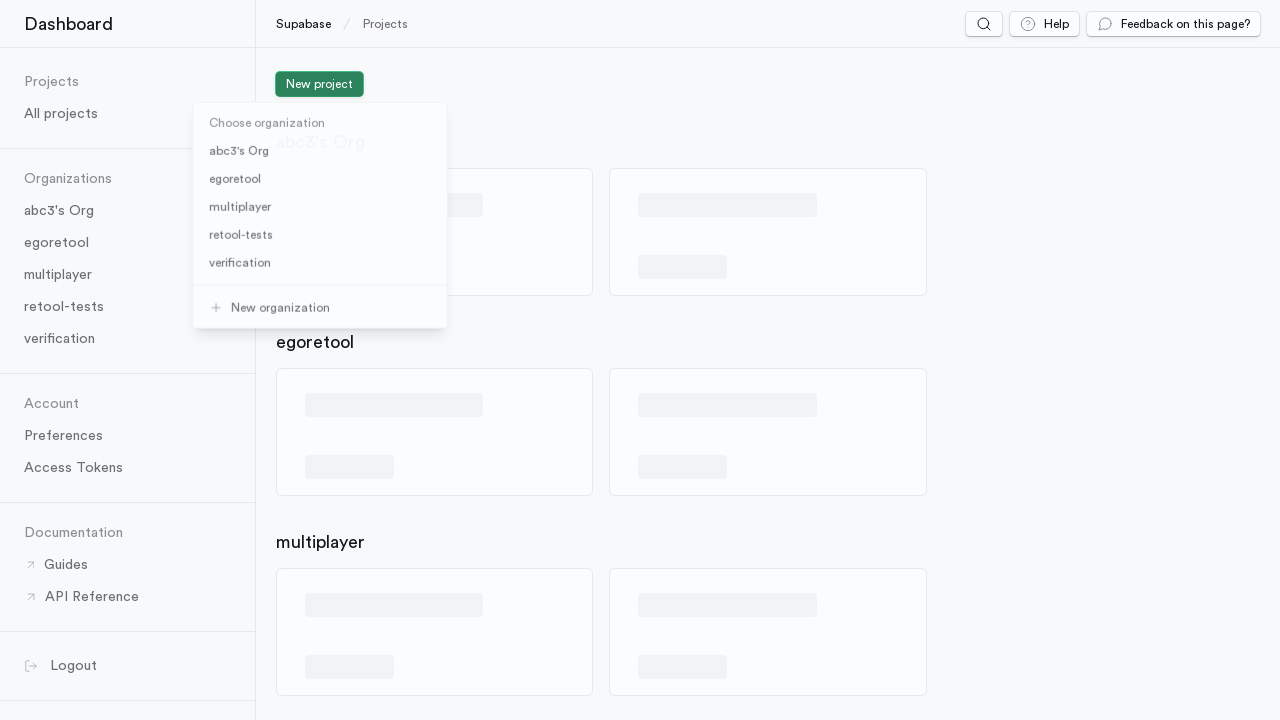 Dashboard
Supabase
Projects
Help
Feedback on this page?
Projects
All projects
Organizations
abc3's Org
egoretool
multiplayer
retool-tests
verification
Account
Preferences
Access Tokens
Documentation
Guides
API Reference
Logout
New project
Choose organization
abc3's Org
egoretool
multiplayer
retool-tests
verification
New organization
abc3's Org
egoretool
multiplayer